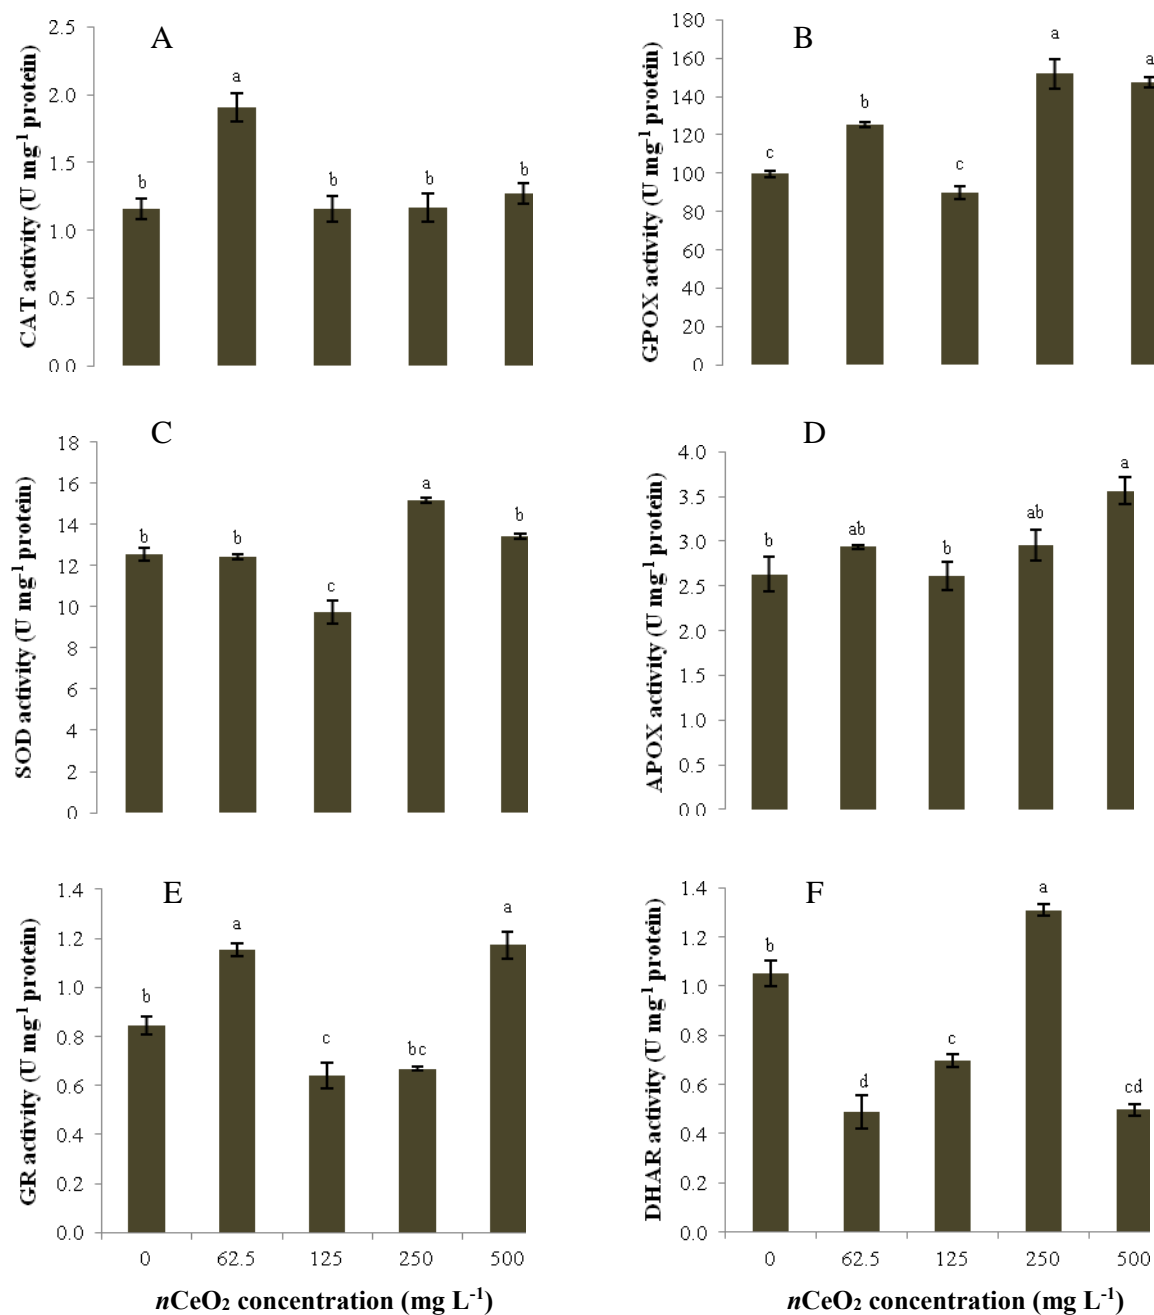 A
CAT activity (U mg⁻¹ protein)
2.5
2.0
1.5
1.0
0.5
0.0
b
a
b
b
b
B
GPOX activity (U mg⁻¹ protein)
180
160
140
120
100
80
60
40
20
0
c
b
c
a
a
C
SOD activity (U mg⁻¹ protein)
18
16
14
12
10
8
6
4
2
0
b
b
c
a
b
D
APOX activity (U mg⁻¹ protein)
4.0
3.5
3.0
2.5
2.0
1.5
1.0
0.5
0.0
b
ab
b
ab
a
E
GR activity (U mg⁻¹ protein)
1.4
1.2
1.0
0.8
0.6
0.4
0.2
0.0
b
a
c
bc
a
0 62.5 125 250 500
nCeO₂ concentration (mg L⁻¹)
F
DHAR activity (U mg⁻¹ protein)
1.4
1.2
1.0
0.8
0.6
0.4
0.2
0.0
b
d
c
a
cd
0 62.5 125 250 500
nCeO₂ concentration (mg L⁻¹)